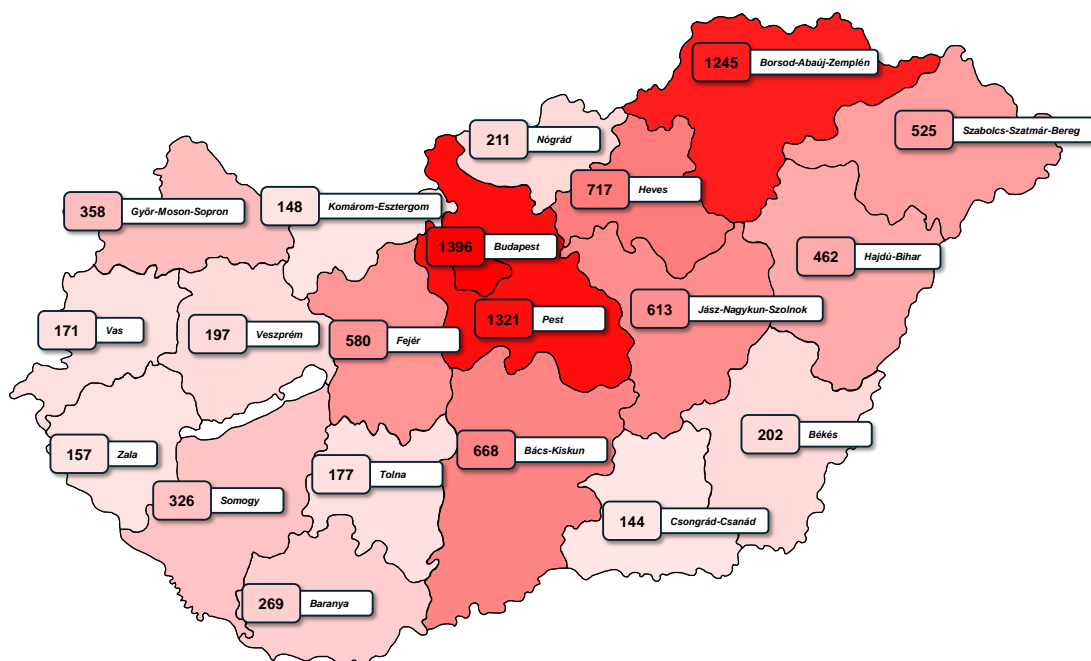 1245 Borsod-Abaúj-Zemplén
525 Szabolcs-Szatmár-Bereg
211 Nógrád
717 Heves
358 Győr-Moson-Sopron
148 Komárom-Esztergom
1396 Budapest
462 Hajdú-Bihar
613 Jász-Nagykun-Szolnok
1321 Pest
171 Vas
197 Veszprém
580 Fejér
202 Békés
668 Bács-Kiskun
157 Zala
177 Tolna
326 Somogy
144 Csongrád-Csanád
269 Baranya